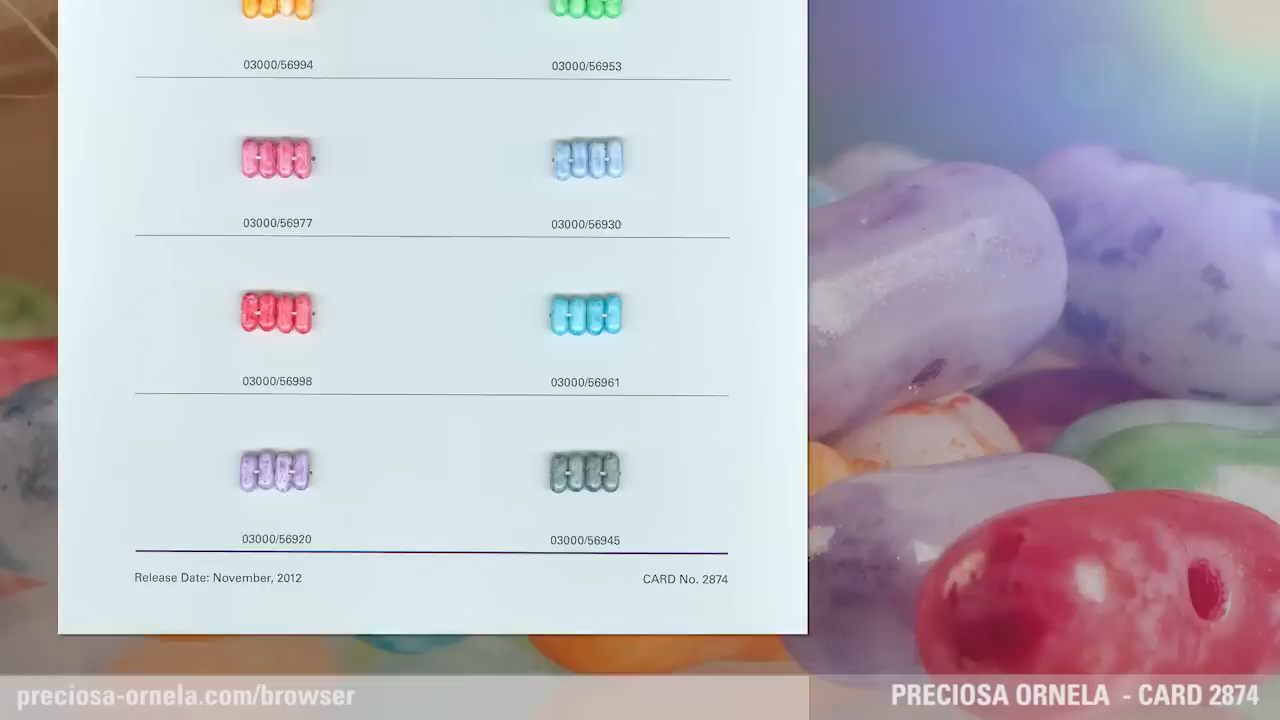 03000/56994
03000/56953
03000/56977
03000/56930
03000/56998
03000/56961
03000/56920
03000/56945
Release Date: November, 2012
CARD No. 2874
preciosa-ornela.com/browser
PRECIOSA ORNELA - CARD 2874